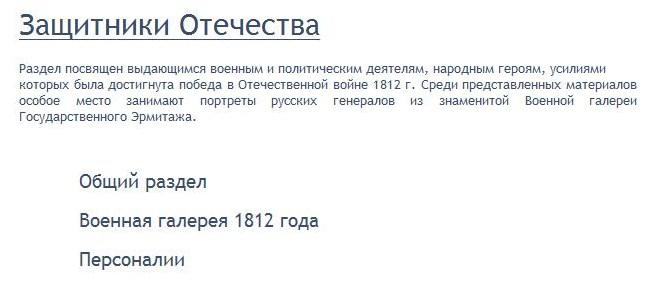 Защитники Отечества
Раздел посвящен выдающимся военным и политическим деятелям, народным героям, усилиями
которых была достигнута победа в Отечественной войне 1812 г. Среди представленных материалов
особое место занимают портреты русских генералов из знаменитой Военной галереи
Государственного Эрмитажа.
Общий раздел
Военная галерея 1812 года
Персоналии